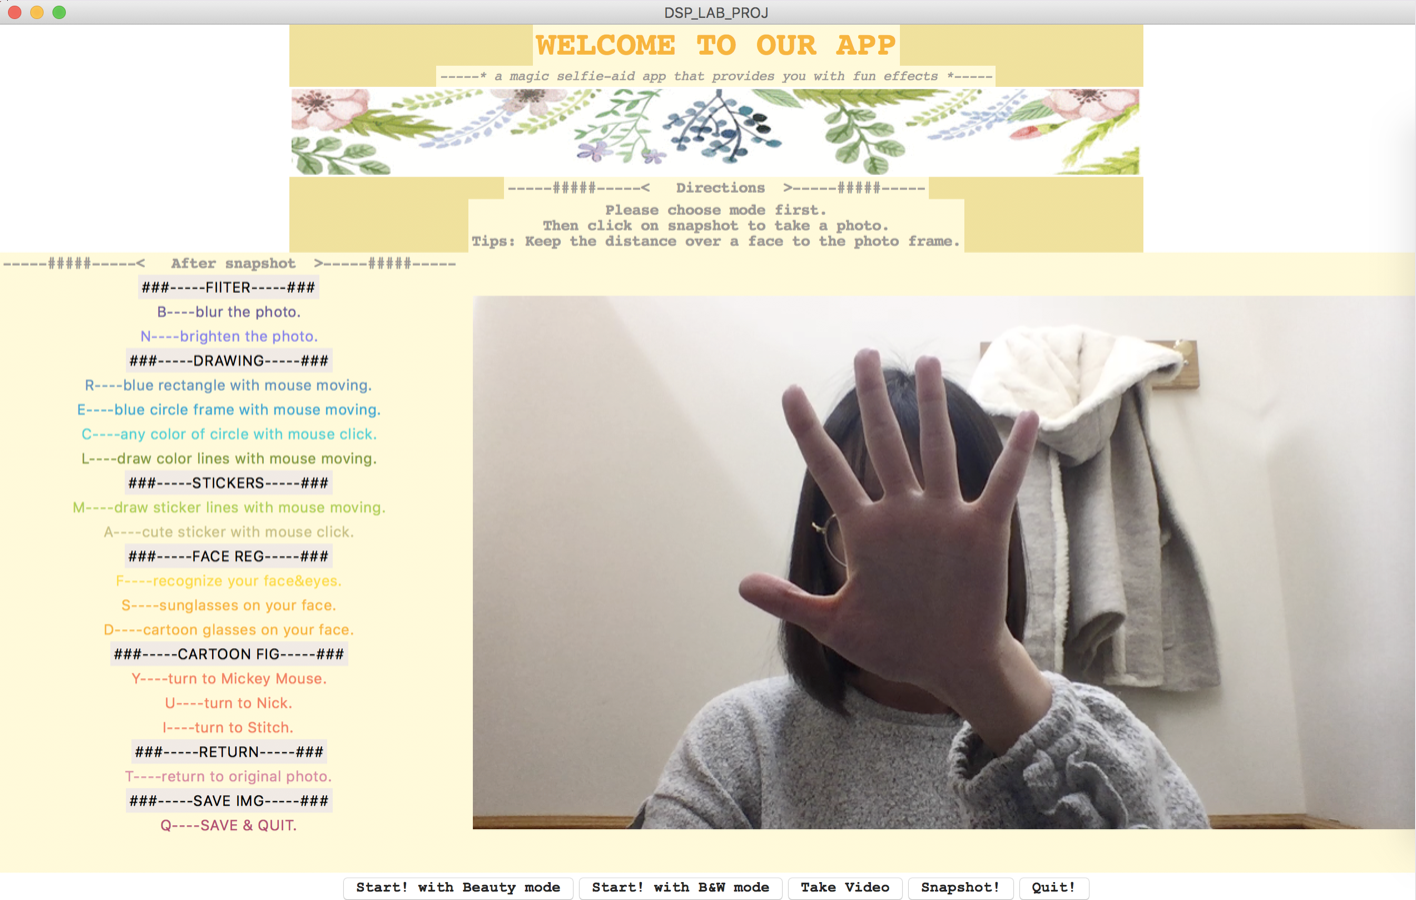 DSP_LAB_PROJ
WELCOME TO OUR APP
-----* a magic selfie-aid app that provides you with fun effects *-----
-----#####-----<   Directions  >-----#####-----
Please choose mode first.
Then click on snapshot to take a photo.
Tips: Keep the distance over a face to the photo frame.
-----#####-----<   After snapshot  >-----#####-----
###-----FIITER-----###
B----blur the photo.
N----brighten the photo.
###-----DRAWING-----###
R----blue rectangle with mouse moving.
E----blue circle frame with mouse moving.
C----any color of circle with mouse click.
L----draw color lines with mouse moving.
###-----STICKERS-----###
M----draw sticker lines with mouse moving.
A----cute sticker with mouse click.
###-----FACE REG-----###
F----recognize your face&eyes.
S----sunglasses on your face.
D----cartoon glasses on your face.
###-----CARTOON FIG-----###
Y----turn to Mickey Mouse.
U----turn to Nick.
I----turn to Stitch.
###-----RETURN-----###
T----return to original photo.
###-----SAVE IMG-----###
Q----SAVE & QUIT.
Start! with Beauty mode Start! with B&W mode Take Video Snapshot! Quit!